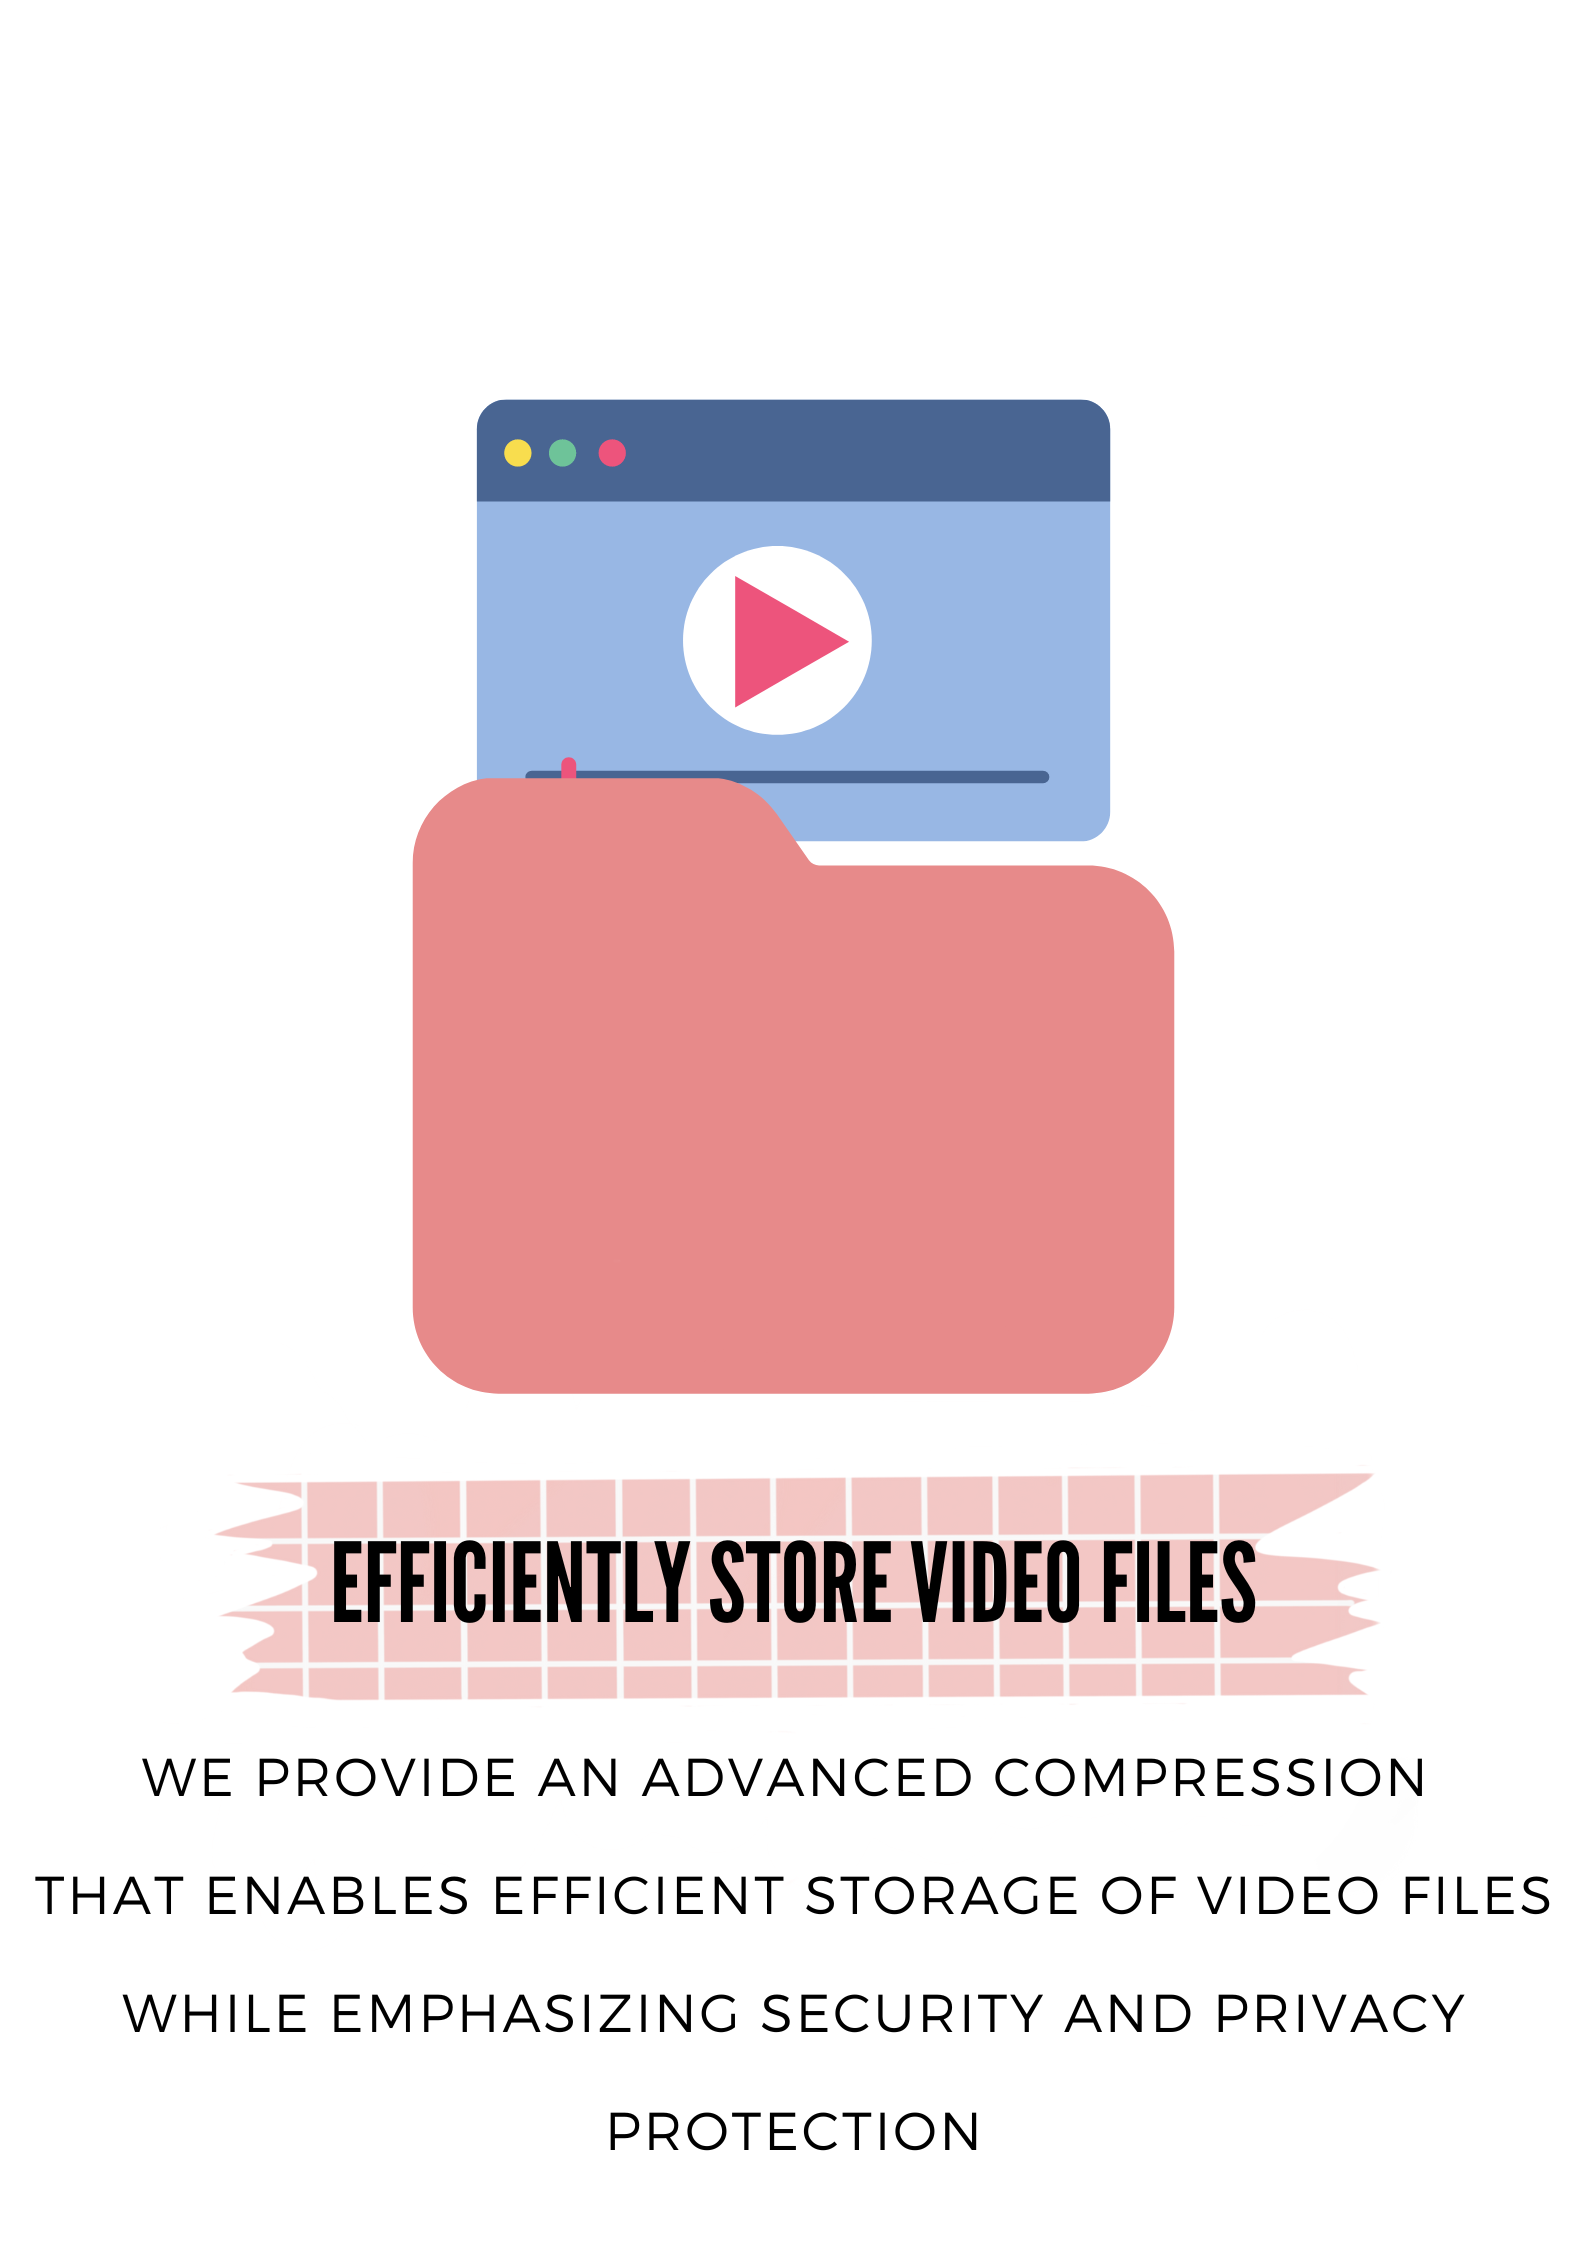 EFFICIENTLY STORE VIDEO FILES
WE PROVIDE AN ADVANCED COMPRESSION
THAT ENABLES EFFICIENT STORAGE OF VIDEO FILES
WHILE EMPHASIZING SECURITY AND PRIVACY
PROTECTION